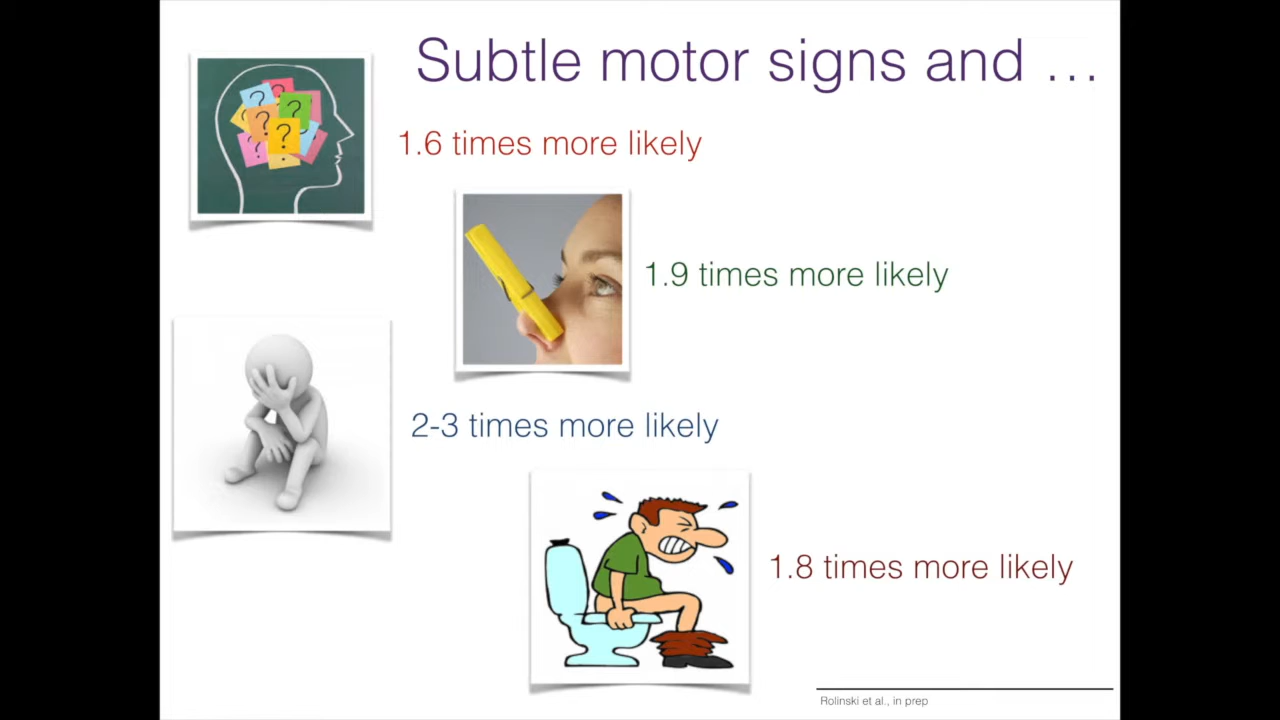 Subtle motor signs and …
1.6 times more likely
1.9 times more likely
2-3 times more likely
1.8 times more likely
Rolinski et al., in prep